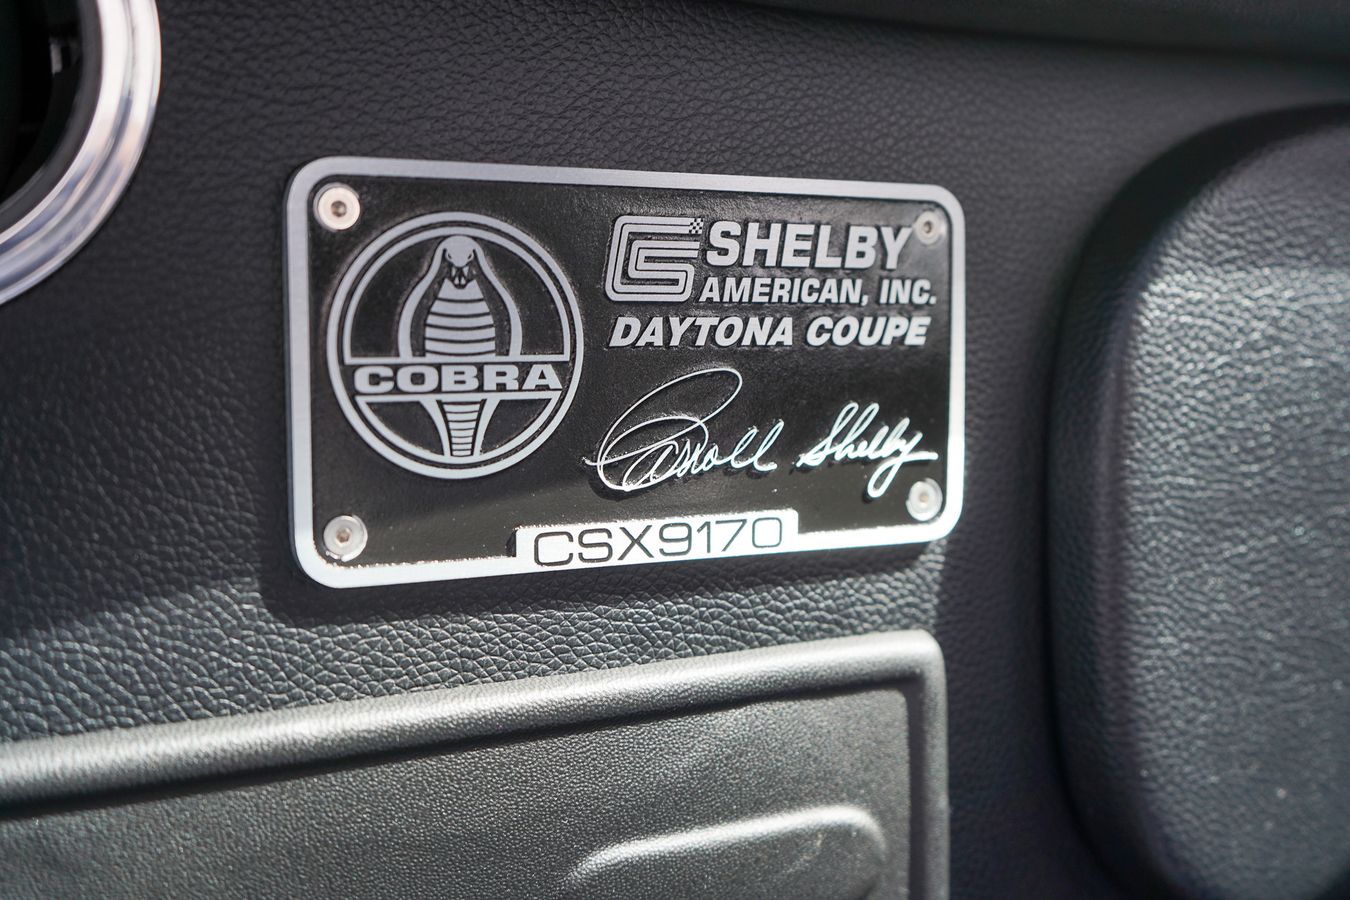 COBRA
SHELBY
AMERICAN, INC.
DAYTONA COUPE
Carroll Shelby
CSX9170